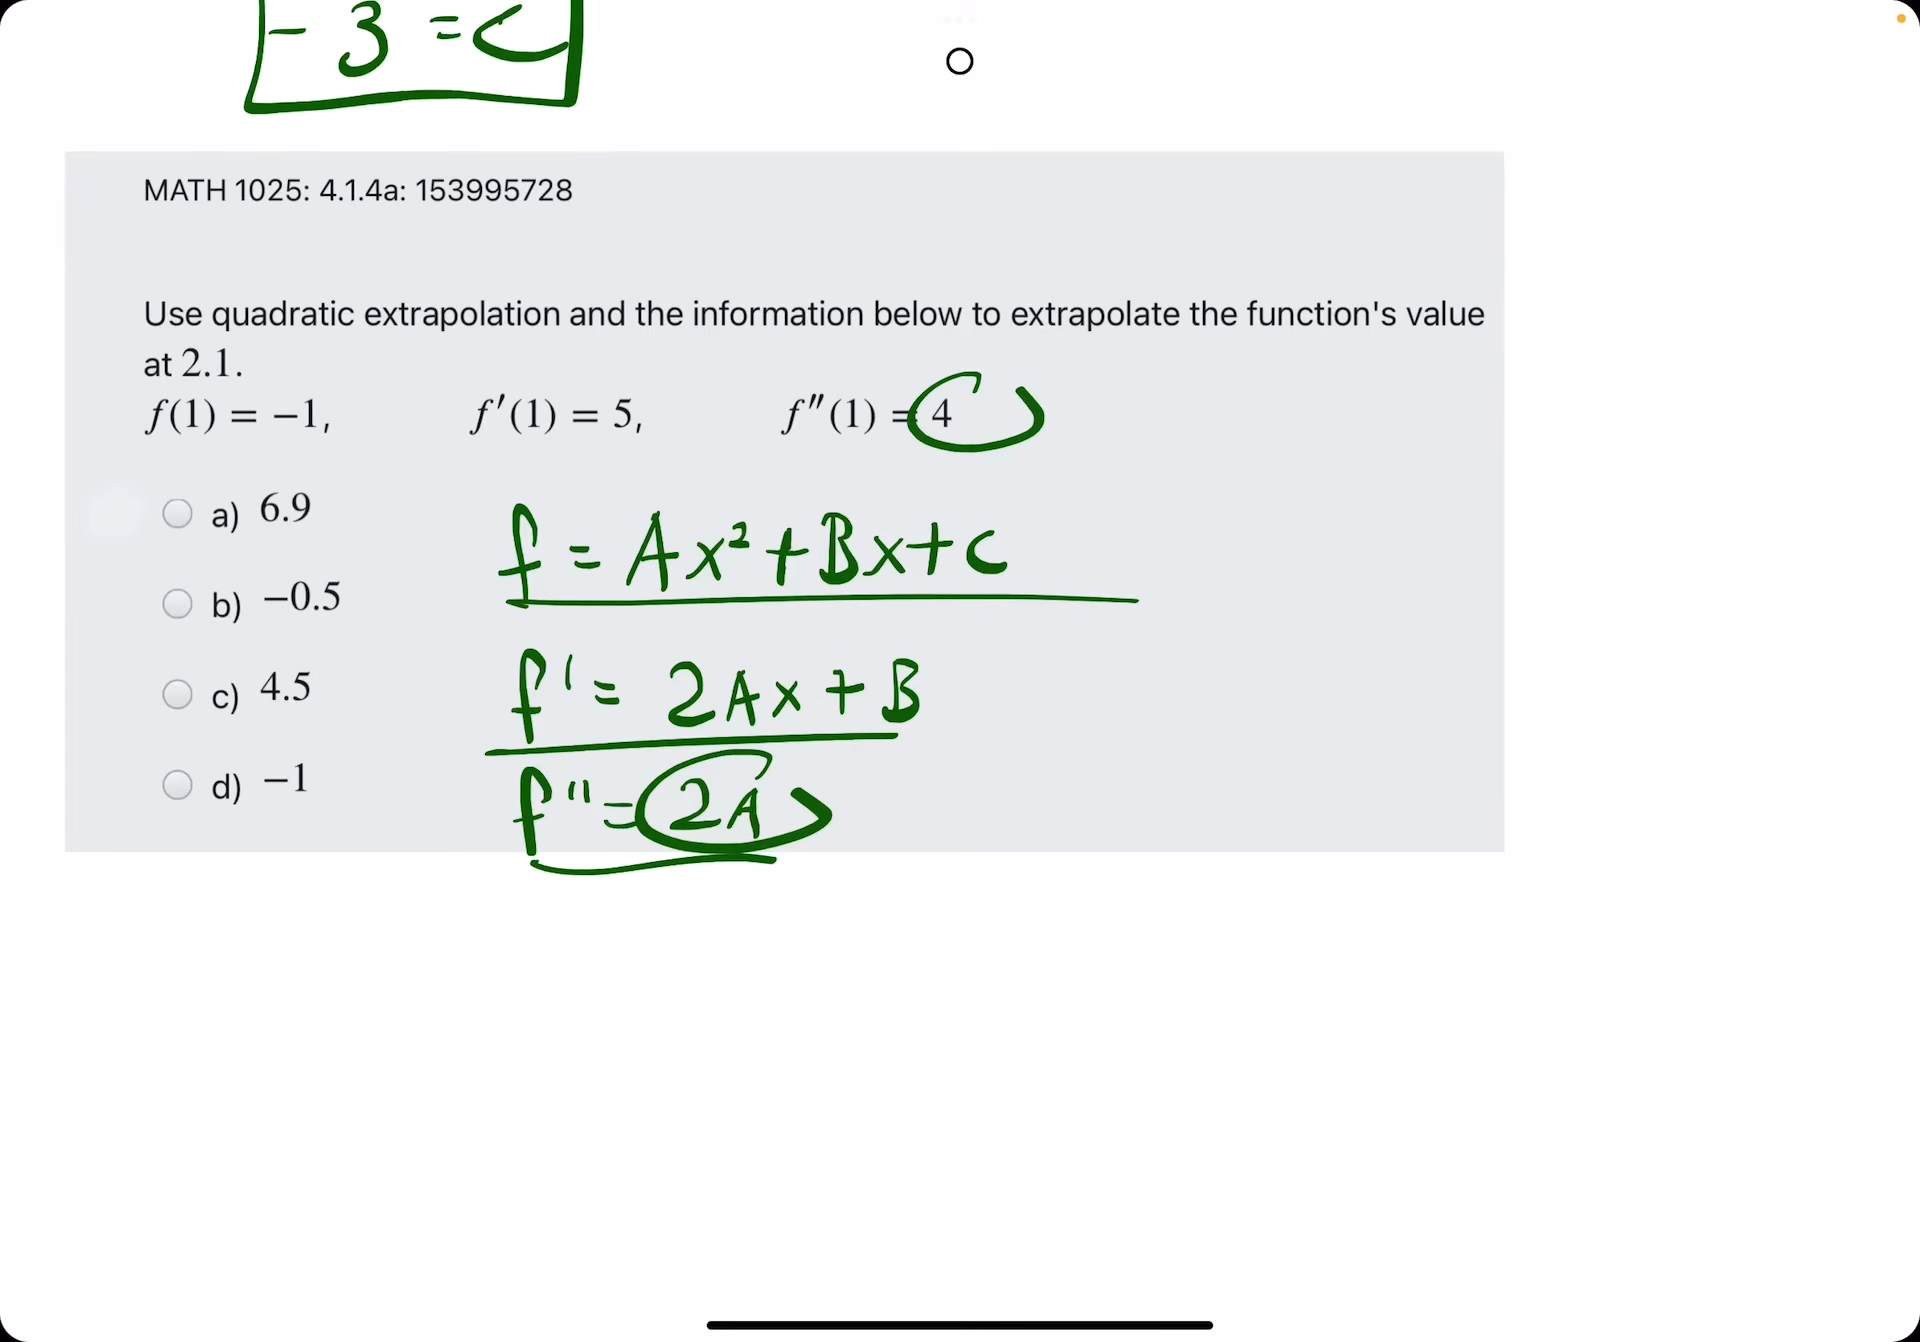 - 3 = C
MATH 1025: 4.1.4a: 153995728
Use quadratic extrapolation and the information below to extrapolate the function's value
at 2.1.
f(1) = −1, f′(1) = 5, f″(1) = 4
a) 6.9
b) −0.5
c) 4.5
d) −1
f = Ax² + Bx + C
f' = 2Ax + B
f'' = 2A